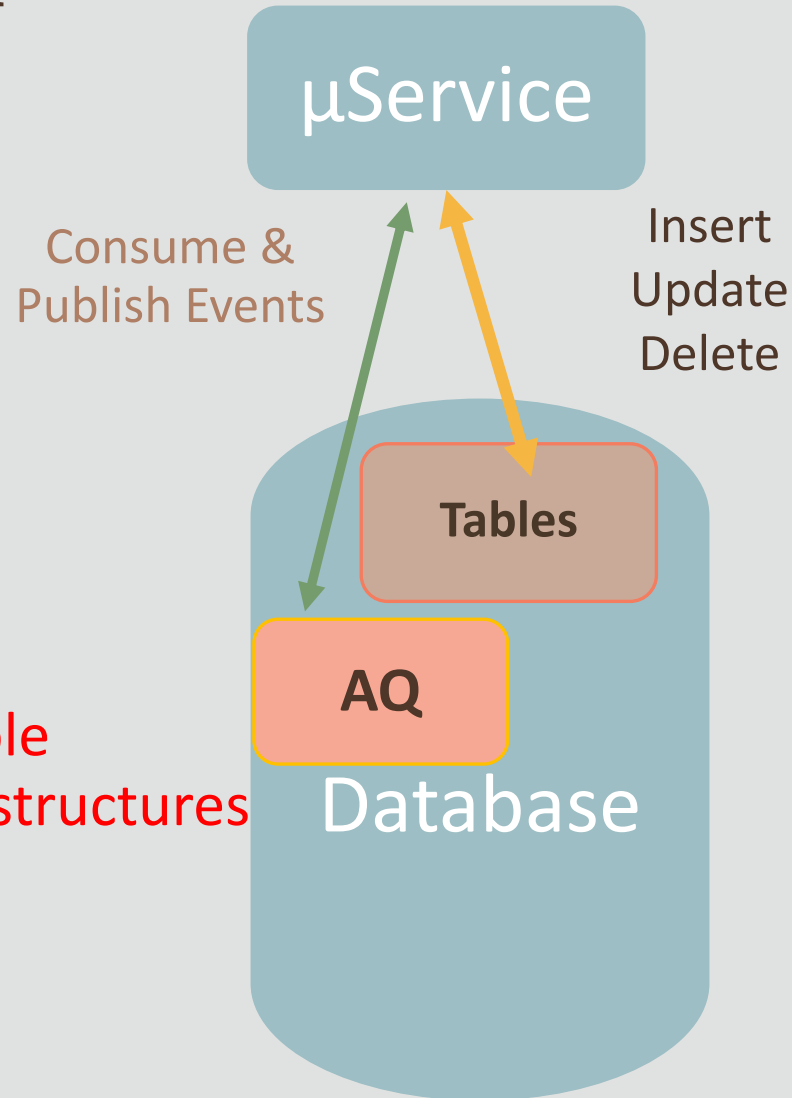 µService
Consume &
Publish Events
Insert
Update
Delete
Tables
AQ
structures
Database